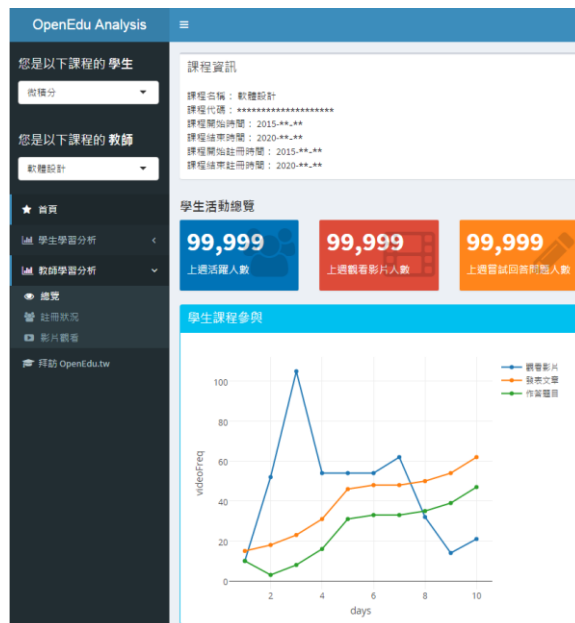 OpenEdu Analysis
您是以下課程的 學生
微積分
您是以下課程的 教師
軟體設計
首頁
學生學習分析
教師學習分析
總覽
註冊狀況
影片觀看
拜訪 OpenEdu.tw
課程資訊
課程名稱： 軟體設計
課程代碼： ********************
課程開始時間： 2015-**-**
課程結束時間： 2020-**-**
課程開始註冊時間： 2015-**-**
課程結束註冊時間： 2020-**-**
學生活動總覽
99,999
上週活躍人數
99,999
上週觀看影片人數
99,999
上週嘗試回答問題人數
學生課程參與
觀看影片
發表文章
作答題目
100
80
60
40
20
0
videoFreq
2
4
6
8
10
days